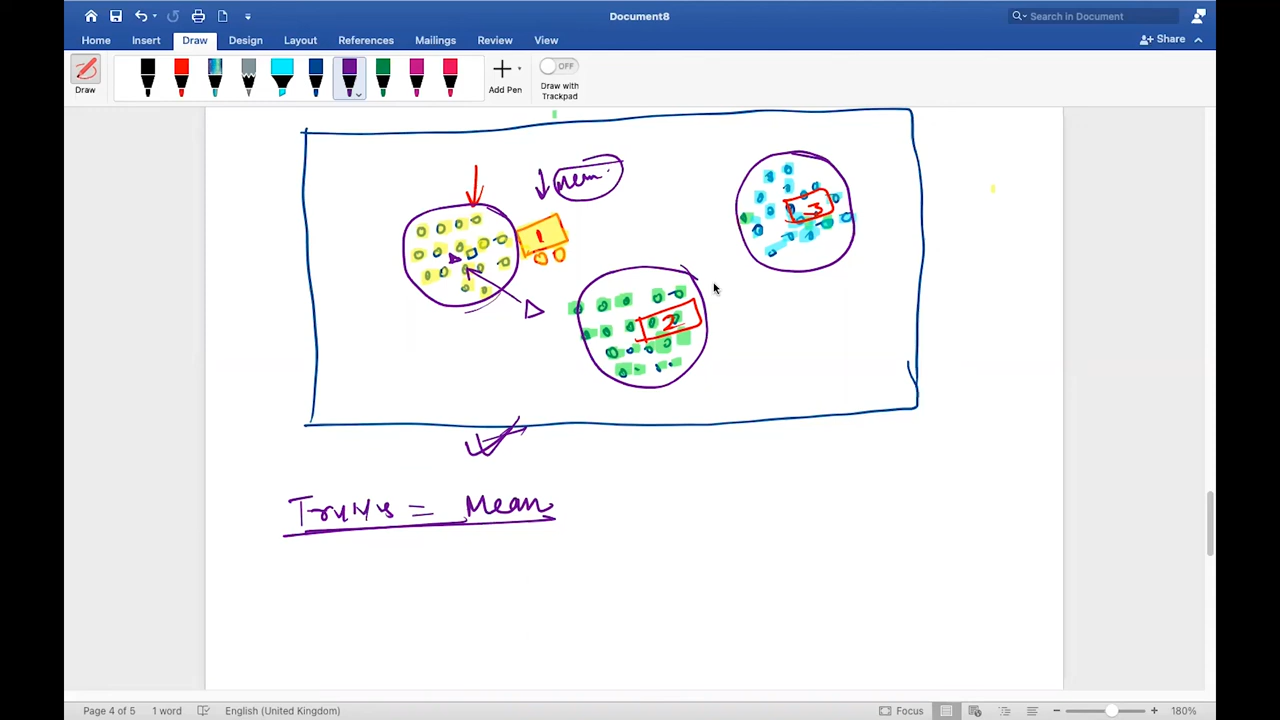 Document8
Search in Document
Home Insert Draw Design Layout References Mailings Review View
Share
Draw
Add Pen
OFF
Draw with
Trackpad
1
2
3
= Mean
Page 4 of 5 1 word English (United Kingdom) Focus 180%